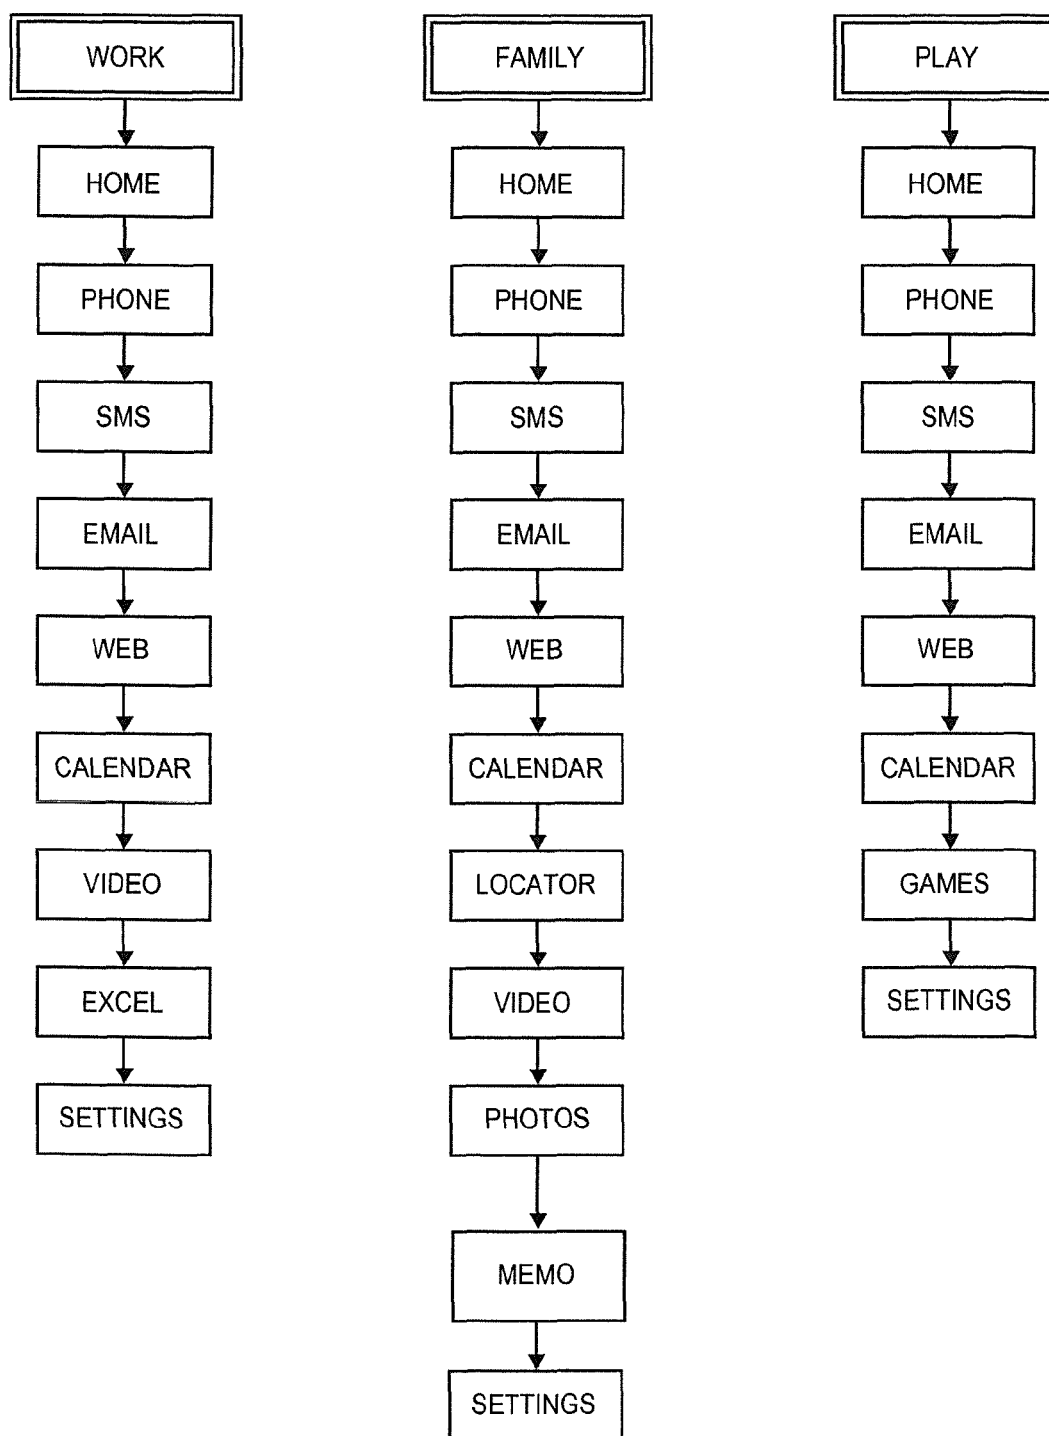 WORK
HOME
PHONE
SMS
EMAIL
WEB
CALENDAR
VIDEO
EXCEL
SETTINGS
FAMILY
HOME
PHONE
SMS
EMAIL
WEB
CALENDAR
LOCATOR
VIDEO
PHOTOS
MEMO
SETTINGS
PLAY
HOME
PHONE
SMS
EMAIL
WEB
CALENDAR
GAMES
SETTINGS